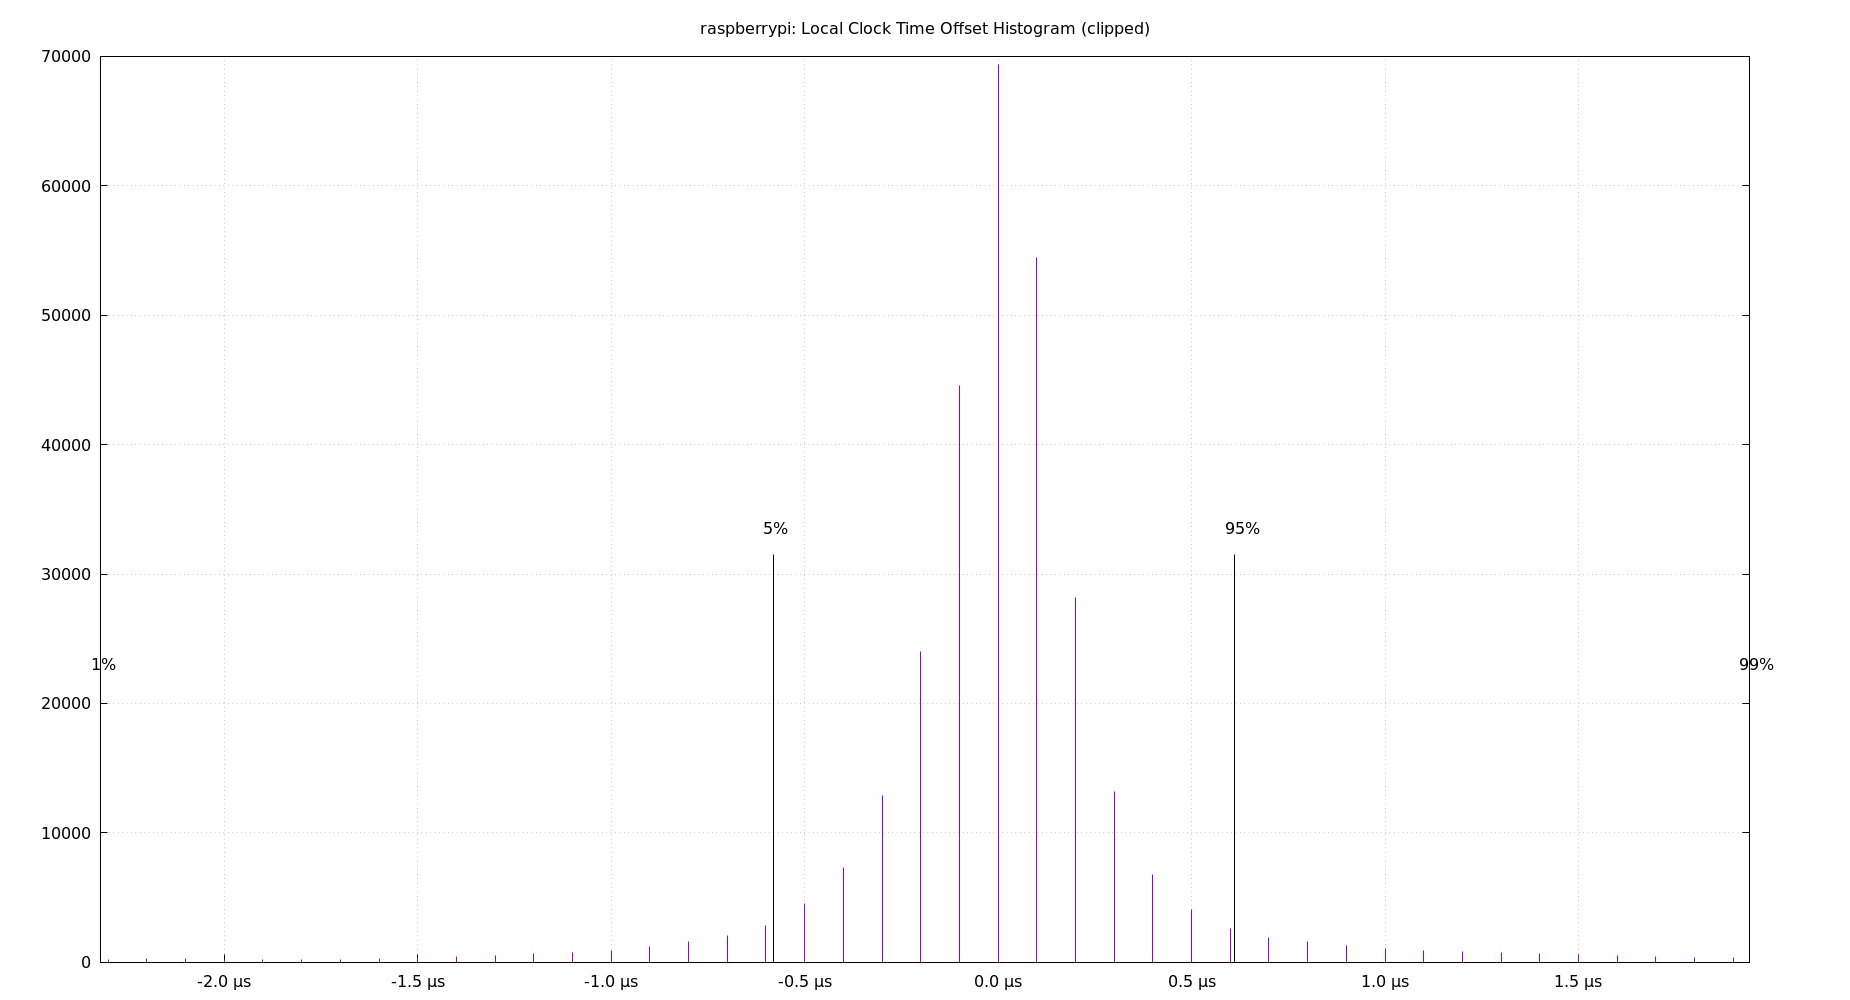 raspberrypi: Local Clock Time Offset Histogram (clipped)
70000
60000
50000
40000
30000
20000
10000
0
5%
95%
1%
99%
-2.0 µs
-1.5 µs
-1.0 µs
-0.5 µs
0.0 µs
0.5 µs
1.0 µs
1.5 µs